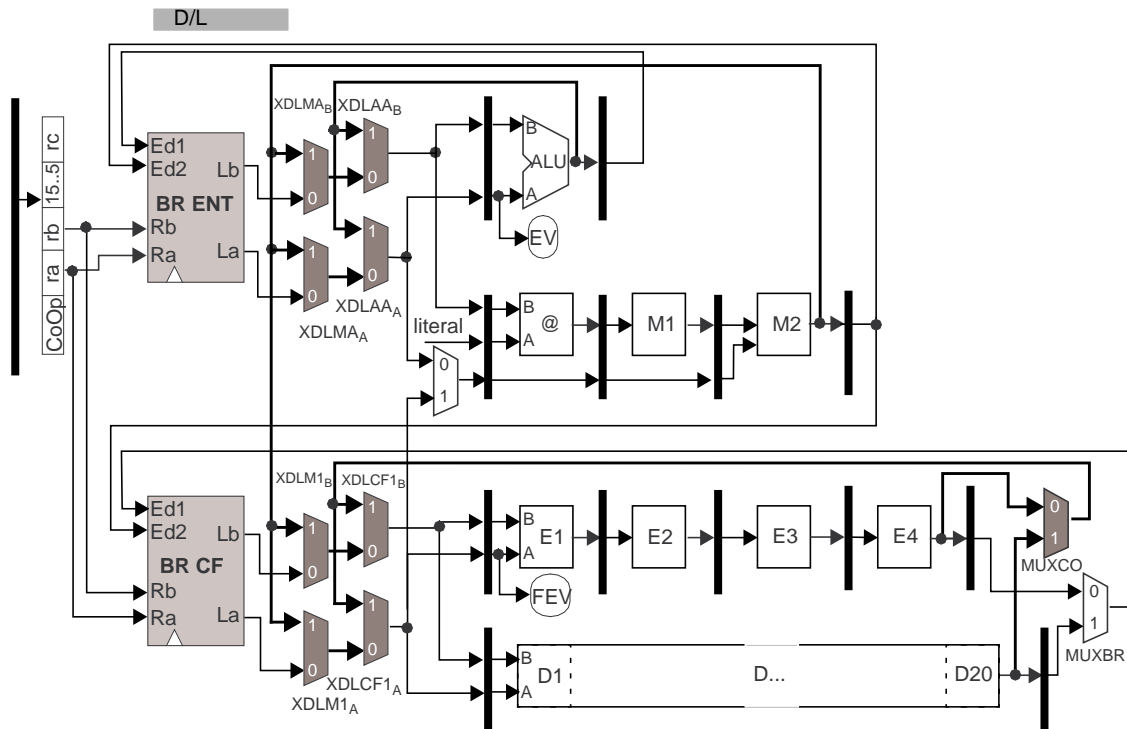 D/L
XDLMA_B
XDLAA_B
CoOp ra rb 15..5 rc
Ed1
Ed2
Lb
BR ENT
Rb
Ra
La
1
0
1
0
1
0
1
0
B
ALU
A
EV
XDLAA_A
XDLMA_A
literal
0
1
B
A
@
M1
M2
XDLM1_B
XDLCF1_B
Ed1
Ed2
Lb
BR CF
Rb
Ra
La
1
0
1
0
1
0
1
0
B
A
E1
E2
E3
E4
FEV
0
1
MUXCO
0
1
MUXBR
B
A
D1
D...
D20
XDLCF1_A
XDLM1_A